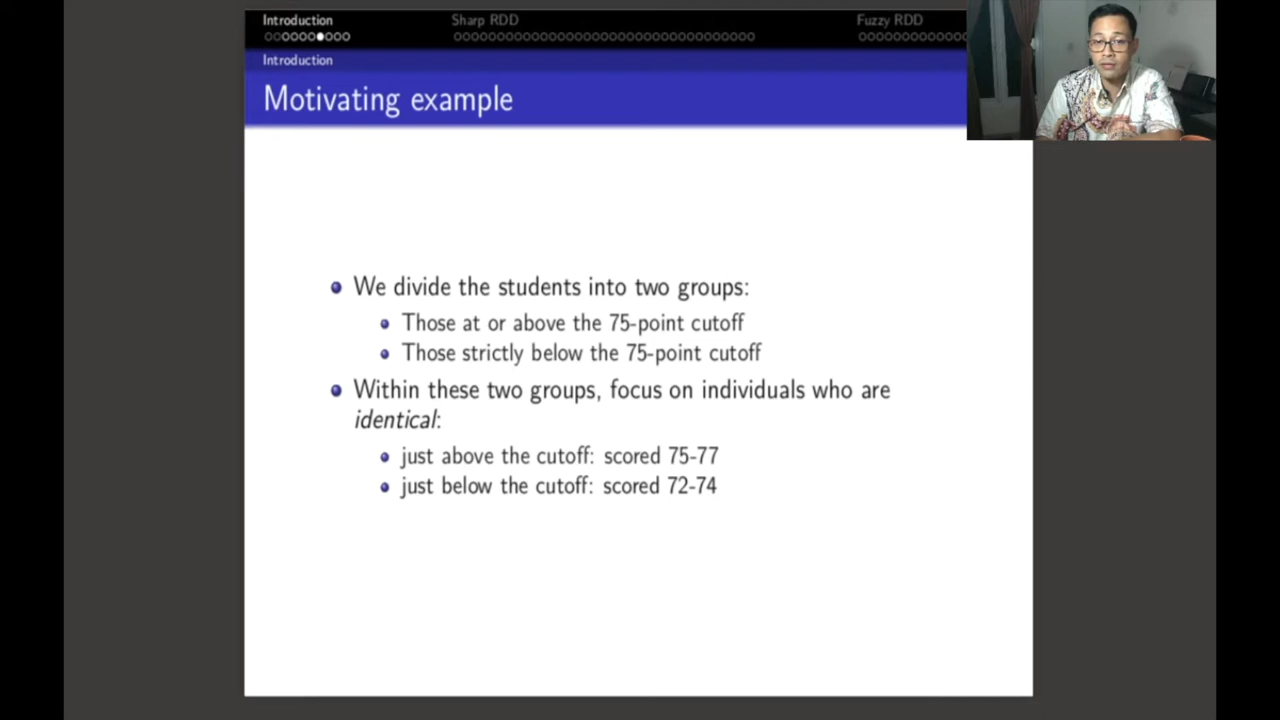 Introduction
Sharp RDD
Fuzzy RDD
Introduction
Motivating example
We divide the students into two groups:
Those at or above the 75-point cutoff
Those strictly below the 75-point cutoff
Within these two groups, focus on individuals who are
identical:
just above the cutoff: scored 75-77
just below the cutoff: scored 72-74